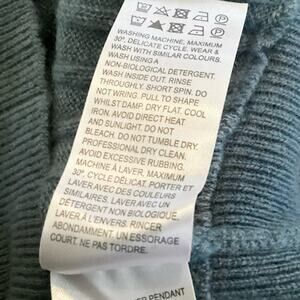 WASHING MACHINE, MAXIMUM
30°, DELICATE CYCLE. WEAR &
WASH WITH SIMILAR COLOURS.
WASH USING A
NON-BIOLOGICAL DETERGENT.
WASH INSIDE OUT. RINSE
THROUGHLY. SHORT SPIN. DO
NOT WRING. PULL TO SHAPE
WHILST DAMP. DRY FLAT. COOL
IRON. AVOID DIRECT HEAT
AND SUNLIGHT. DO NOT
BLEACH. DO NOT TUMBLE DRY.
PROFESSIONAL DRY CLEAN.
AVOID EXCESSIVE RUBBING.
MACHINE À LAVER, MAXIMUM
30°, CYCLE DÉLICAT. PORTER ET
LAVER AVEC DES COULEURS
SIMILAIRES. LAVER AVEC UN
DÉTERGENT NON BIOLOGIQUE.
LAVER À L'ENVERS. RINCER
ABONDAMMENT. UN ESSORAGE
COURT. NE PAS TORDRE.
PENDANT